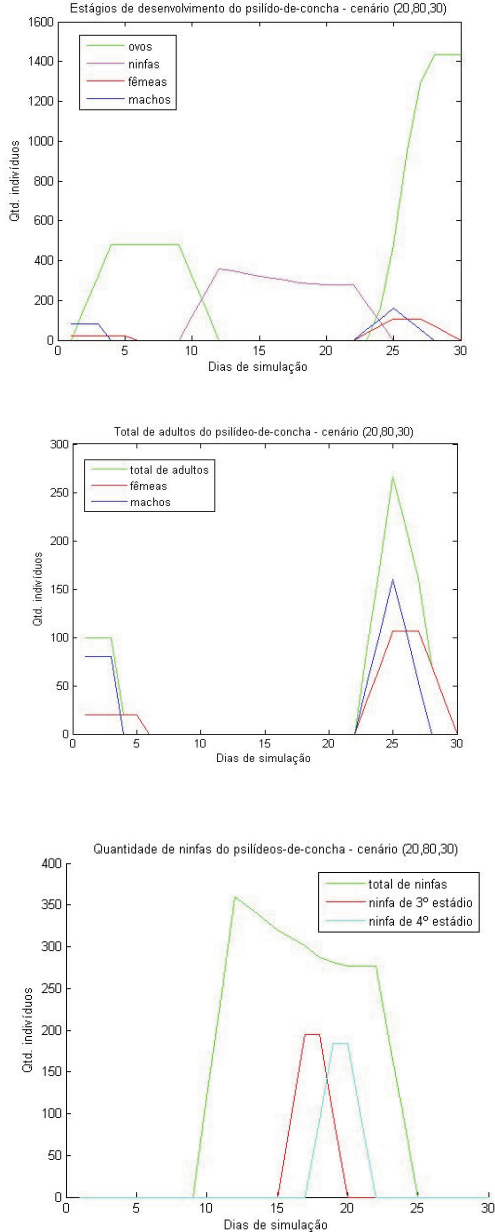 Estágios de desenvolvimento do psilído-de-concha - cenário (20,80,30)
1600
1400
1200
1000
800
600
400
200
0
Qtd. indivíduos
ovos
ninfas
fêmeas
machos
0 5 10 15 20 25 30
Dias de simulação
Total de adultos do psilídeo-de-concha - cenário (20,80,30)
300
250
200
150
100
50
0
Qtd. indivíduos
total de adultos
fêmeas
machos
0 5 10 15 20 25 30
Dias de simulação
Quantidade de ninfas do psilídeos-de-concha - cenário (20,80,30)
400
350
300
250
200
150
100
50
0
Qtd. indivíduos
total de ninfas
ninfa de 3º estádio
ninfa de 4º estádio
0 5 10 15 20 25 30
Dias de simulação